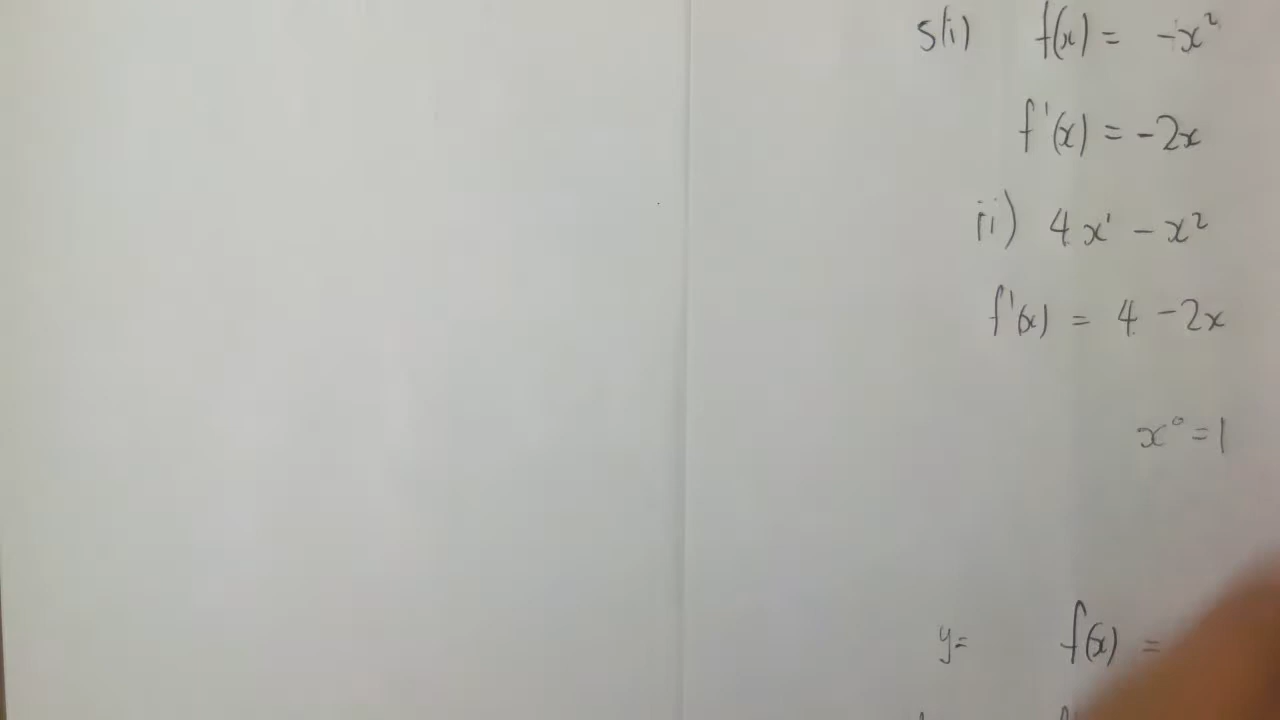 5(i) f(x) = -x²
f'(x) = -2x
ii) 4x¹ - x²
f'(x) = 4 - 2x
x⁰ = 1
y= f(x) =